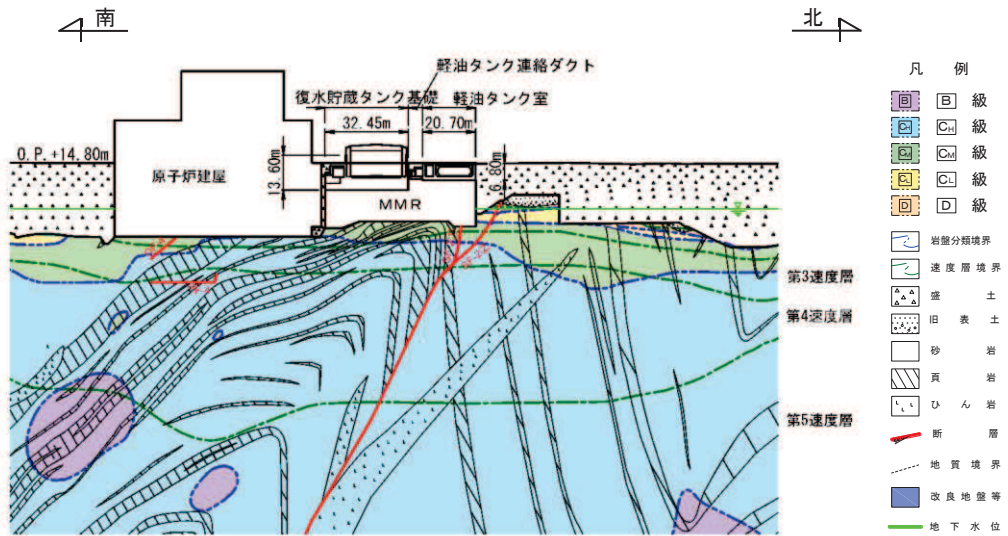 南
北
軽油タンク連絡ダクト
復水貯蔵タンク基礎
軽油タンク室
32.45m
20.70m
O.P.+14.80m
13.60m
6.80m
原子炉建屋
MMR
第3速度層
第4速度層
第5速度層
凡 例
B B 級
CH CH 級
CM CM 級
CL CL 級
D D 級
岩盤分類境界
速度層境界
盛土
旧表土
砂岩
頁岩
ひん岩
断層
地質境界
改良地盤等
地下水位